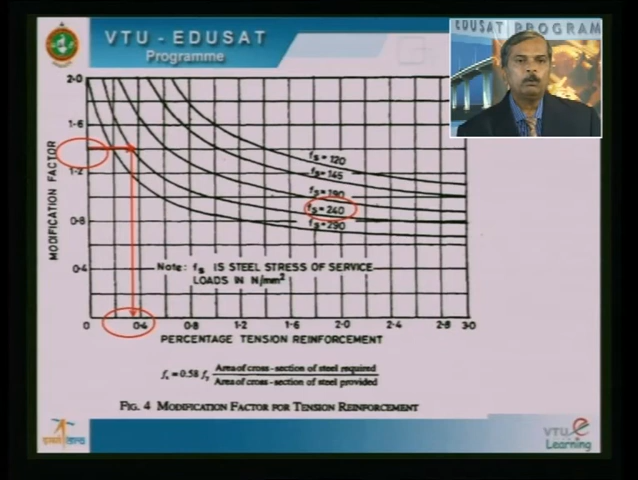 VTU - EDUSAT
Programme
EDUSAT PROGRAM
2·0
1·6
1·2
0·8
0·4
MODIFICATION FACTOR
fs = 120
fs = 145
fs = 190
fs = 240
fs = 290
Note: fs IS STEEL STRESS OF SERVICE
LOADS IN N/mm²
0 0·4 0·8 1·2 1·6 2·0 2·4 2·8 3·0
PERCENTAGE TENSION REINFORCEMENT
fs = 0.58 fy Area of cross-section of steel required
Area of cross-section of steel provided
FIG. 4 MODIFICATION FACTOR FOR TENSION REINFORCEMENT
VTU e
Learning